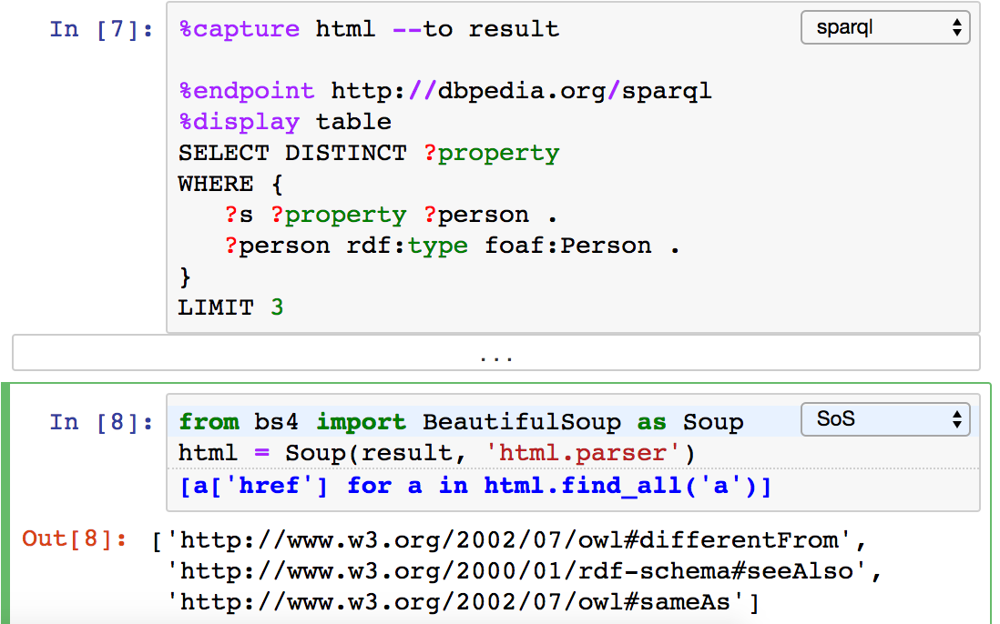 In [7]: %capture html --to result sparql
%endpoint http://dbpedia.org/sparql
%display table
SELECT DISTINCT ?property
WHERE {
?s ?property ?person .
?person rdf:type foaf:Person .
}
LIMIT 3
...
In [8]: from bs4 import BeautifulSoup as Soup SoS
html = Soup(result, 'html.parser')
[a['href'] for a in html.find_all('a')]
Out[8]: ['http://www.w3.org/2002/07/owl#differentFrom',
'http://www.w3.org/2000/01/rdf-schema#seeAlso',
'http://www.w3.org/2002/07/owl#sameAs']